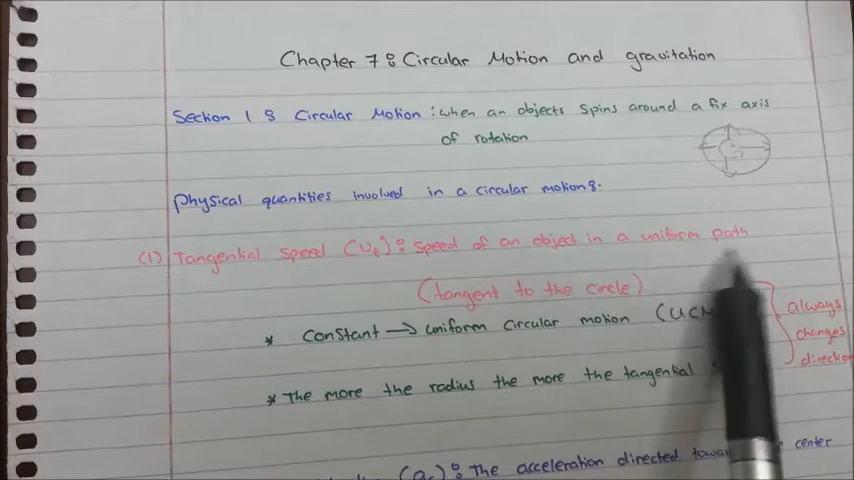 Chapter 7: Circular Motion and gravitation
Section 1: Circular Motion: when an objects spins around a fix axis
of rotation
physical quantities involved in a circular motion:
(1) Tangential speed (Ut): speed of an object in a uniform path
(tangent to the circle)
* Constant → uniform circular motion (UCM
always
changes
direction
* The more the radius the more the tangential
(ac): The acceleration directed toward center